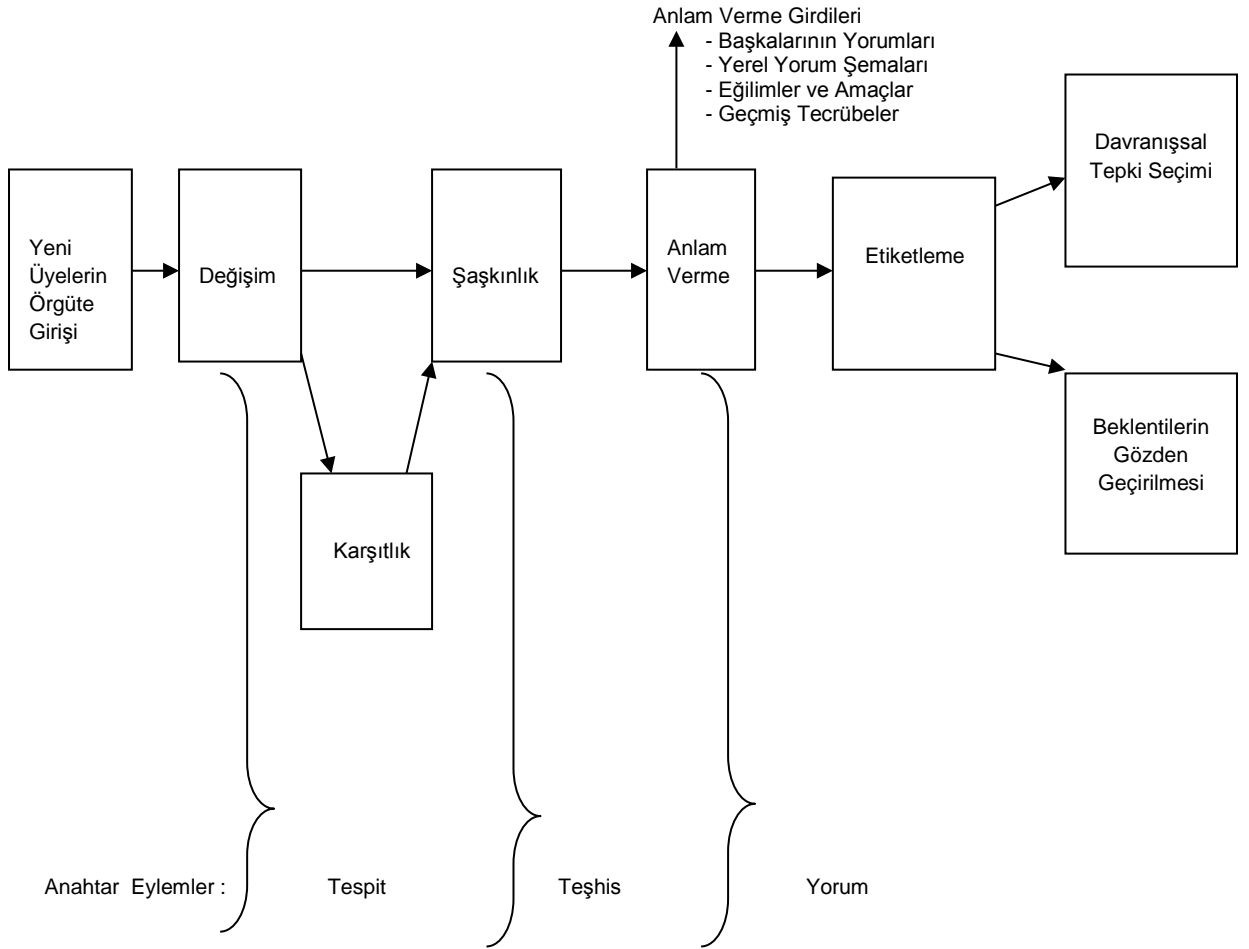 Anlam Verme Girdileri
- Başkalarının Yorumları
- Yerel Yorum Şemaları
- Eğilimler ve Amaçlar
- Geçmiş Tecrübeler
Yeni
Üyelerin
Örgüte
Girişi
Değişim
Karşıtlık
Şaşkınlık
Anlam
Verme
Etiketleme
Davranışsal
Tepki Seçimi
Beklentilerin
Gözden
Geçirilmesi
Anahtar Eylemler : Tespit Teşhis Yorum